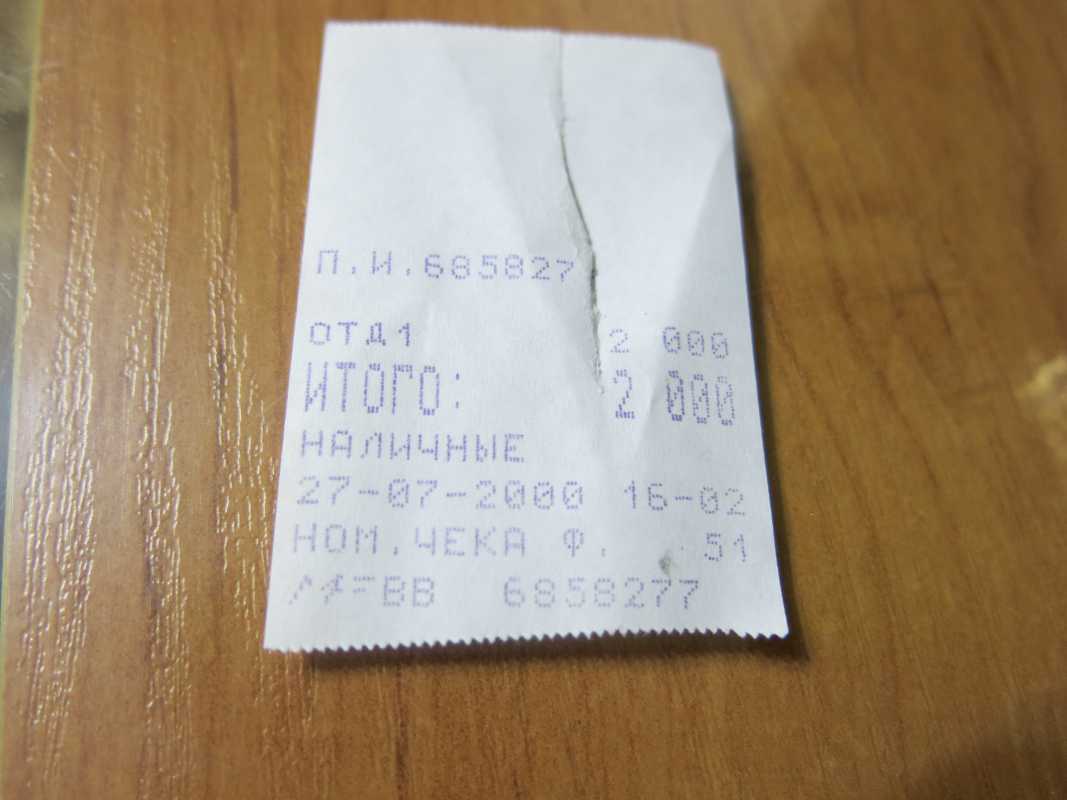 П.И.685827
ОТД1 2 000
ИТОГО: 2 000
НАЛИЧНЫЕ
27-07-2000 16-02
НОМ.ЧЕКА Ф. 51
ВВ 6858277